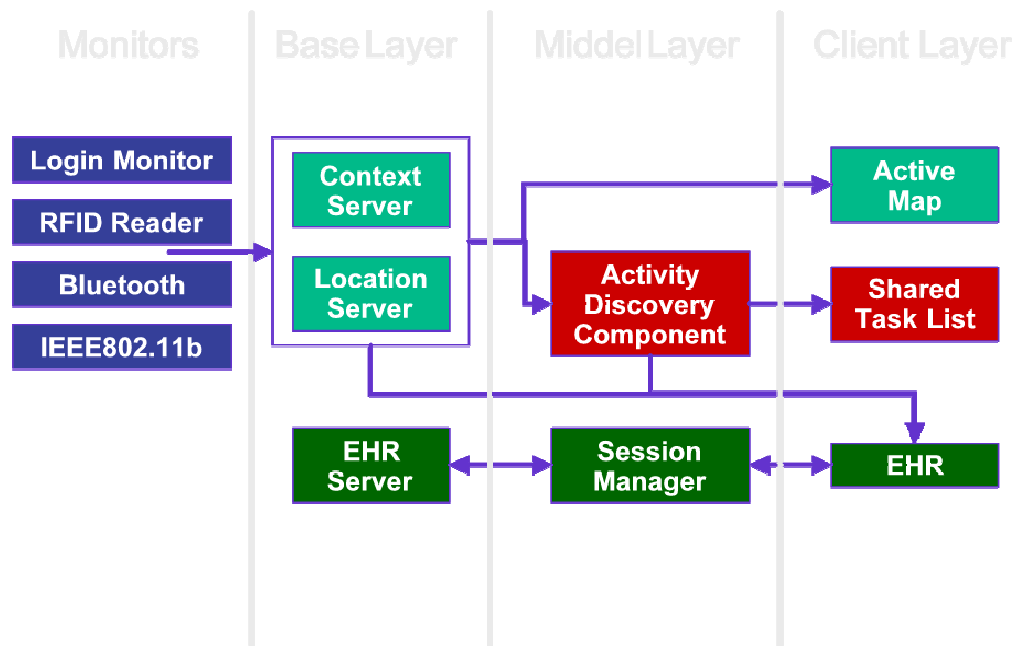 Monitors
Base Layer
Middel Layer
Client Layer
Login Monitor
RFID Reader
Bluetooth
IEEE802.11b
Context
Server
Location
Server
Activity
Discovery
Component
Active
Map
Shared
Task List
EHR
Server
Session
Manager
EHR